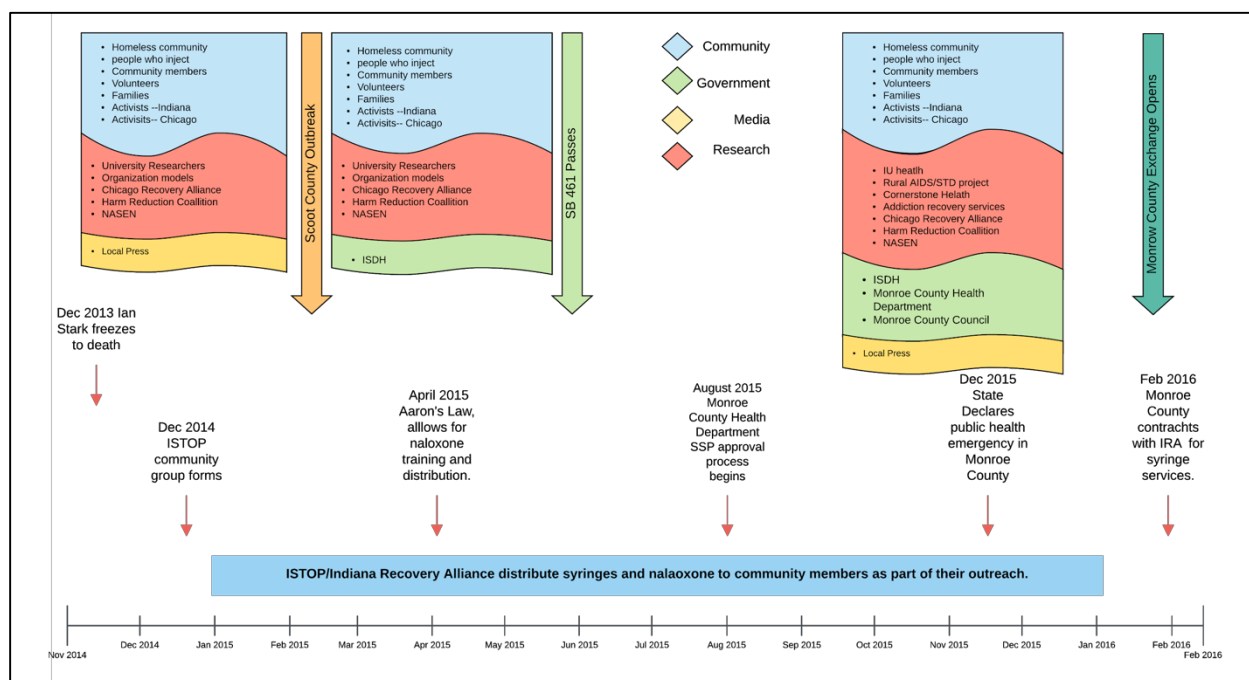 Homeless community
people who inject
Community members
Volunteers
Families
Activists --Indiana
Activisits-- Chicago
University Researchers
Organization models
Chicago Recovery Alliance
Harm Reduction Coalition
NASEN
Local Press
Scoot County Outbreak
Homeless community
people who inject
Community members
Volunteers
Families
Activists --Indiana
Activisits-- Chicago
University Researchers
Organization models
Chicago Recovery Alliance
Harm Reduction Coalition
NASEN
ISDH
SB 461 Passes
Community
Government
Media
Research
Homeless community
people who inject
Community members
Volunteers
Families
Activists --Indiana
Activisits-- Chicago
IU heatlh
Rural AIDS/STD project
Cornerstone Helath
Addiction recovery services
Chicago Recovery Alliance
Harm Reduction Coalition
NASEN
ISDH
Monroe County Health
Department
Monroe County Council
Local Press
Monrow County Exchange Opens
Dec 2013 Ian
Stark freezes
to death
Dec 2014
ISTOP
community
group forms
April 2015
Aaron's Law,
alllows for
naloxone
training and
distribution.
August 2015
Monroe
County Health
Department
SSP approval
process
begins
Dec 2015
State
Declares
public health
emergency in
Monroe
County
Feb 2016
Monroe
County
contrachts
with IRA for
syringe
services.
ISTOP/Indiana Recovery Alliance distribute syringes and nalaoxone to community members as part of their outreach.
Nov 2014
Dec 2014
Jan 2015
Feb 2015
Mar 2015
April 2015
May 2015
Jun 2015
Jul 2015
Aug 2015
Sep 2015
Oct 2015
Nov 2015
Dec 2015
Jan 2016
Feb 2016
Feb 2016